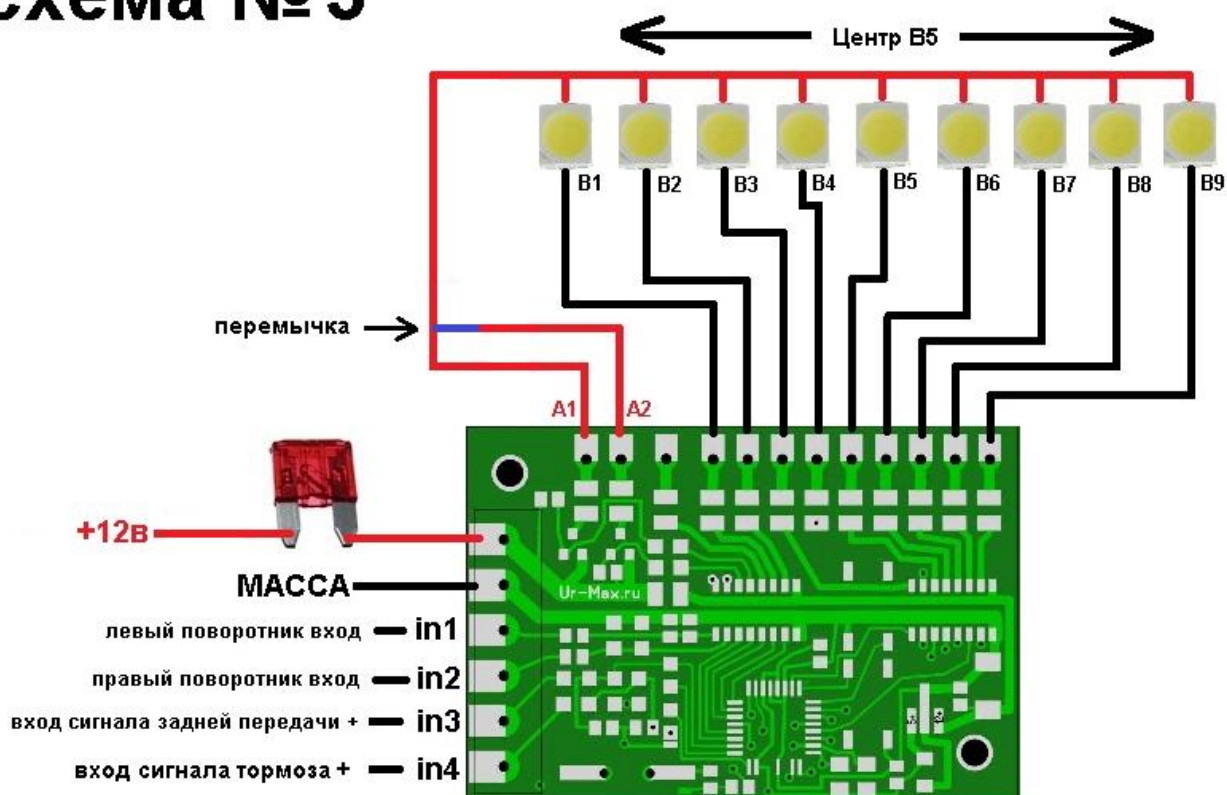 схема № 5
Центр В5
В1
В2
В3
В4
В5
В6
В7
В8
В9
перемычка
А1
А2
+12в
МАССА
Ur-Max.ru
левый поворотник вход in1
правый поворотник вход in2
вход сигнала задней передачи + in3
вход сигнала тормоза + in4